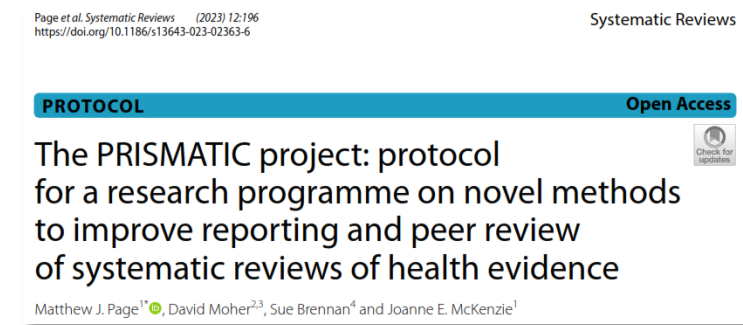 Page et al. Systematic Reviews (2023) 12:196
https://doi.org/10.1186/s13643-023-02363-6
Systematic Reviews
PROTOCOL
Open Access
Check for
updates
The PRISMATIC project: protocol
for a research programme on novel methods
to improve reporting and peer review
of systematic reviews of health evidence
Matthew J. Page1* iD, David Moher2,3, Sue Brennan4 and Joanne E. McKenzie1